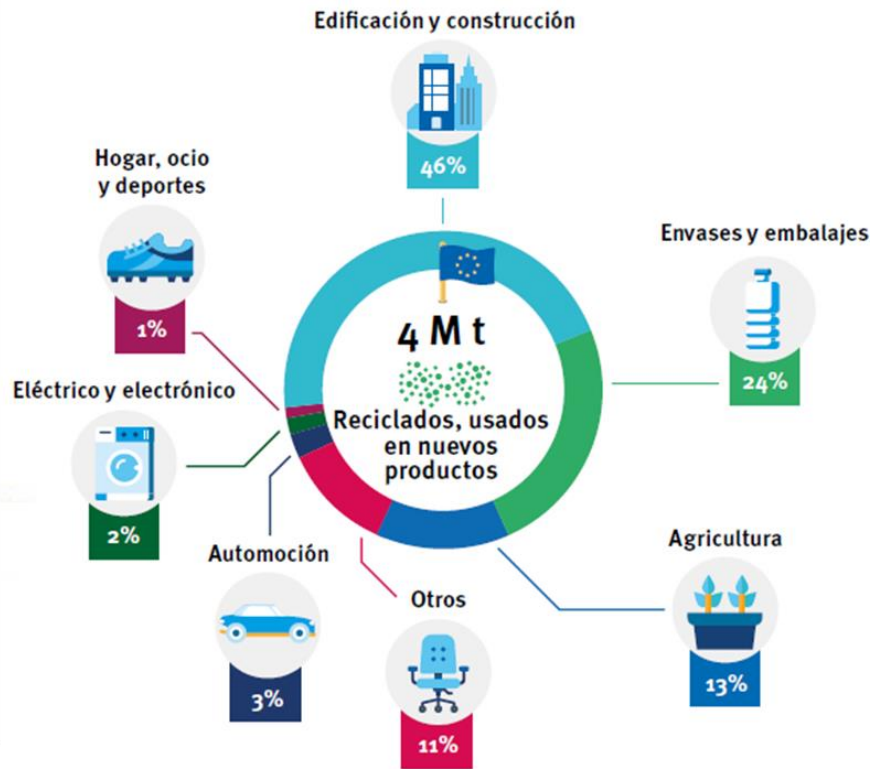 Edificación y construcción
46%
Hogar, ocio
y deportes
1%
Envases y embalajes
24%
4 M t
Reciclados, usados
en nuevos
productos
Eléctrico y electrónico
2%
Automoción
3%
Otros
11%
Agricultura
13%